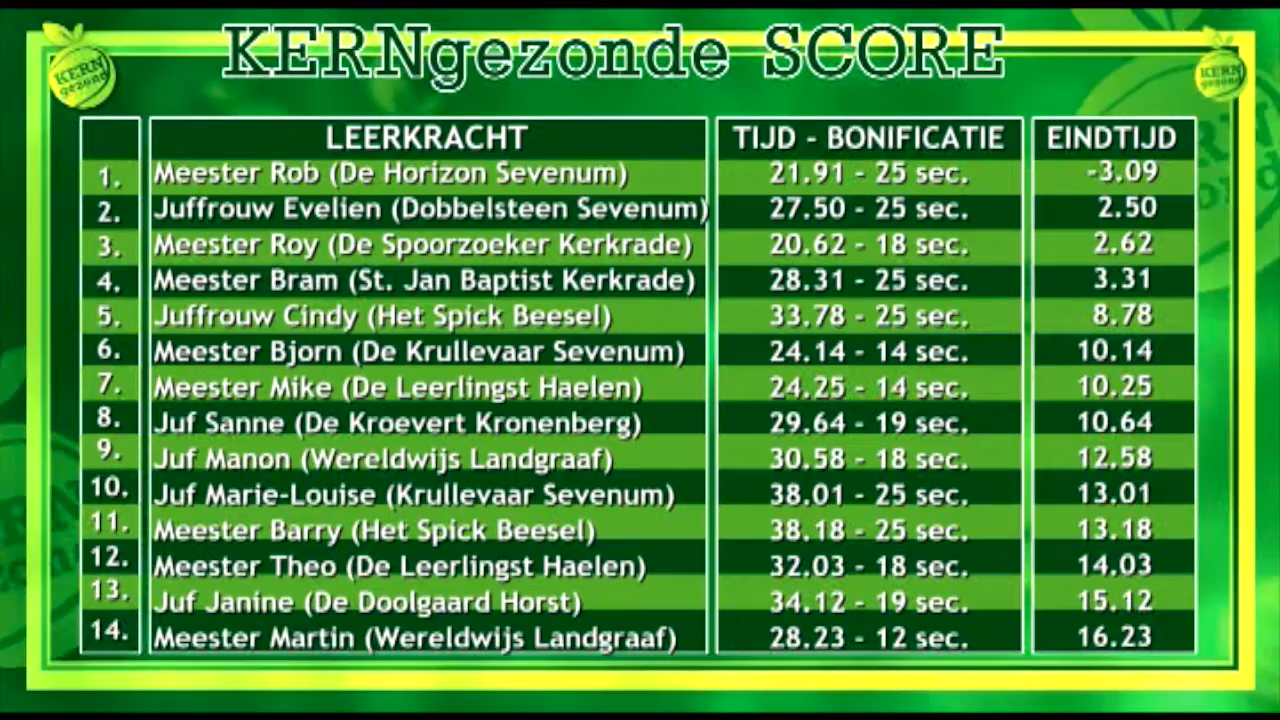 KERNgezonde SCORE
KERN
gezonde
KERN
gezonde
LEERKRACHT TIJD - BONIFICATIE EINDTIJD
1. Meester Rob (De Horizon Sevenum) 21.91 - 25 sec. -3.09
2. Juffrouw Evelien (Dobbelsteen Sevenum) 27.50 - 25 sec. 2.50
3. Meester Roy (De Spoorzoeker Kerkrade) 20.62 - 18 sec. 2.62
4. Meester Bram (St. Jan Baptist Kerkrade) 28.31 - 25 sec. 3.31
5. Juffrouw Cindy (Het Spick Beesel) 33.78 - 25 sec. 8.78
6. Meester Bjorn (De Krullevaar Sevenum) 24.14 - 14 sec. 10.14
7. Meester Mike (De Leerlingst Haelen) 24.25 - 14 sec. 10.25
8. Juf Sanne (De Kroevert Kronenberg) 29.64 - 19 sec. 10.64
9. Juf Manon (Wereldwijs Landgraaf) 30.58 - 18 sec. 12.58
10. Juf Marie-Louise (Krullevaar Sevenum) 38.01 - 25 sec. 13.01
11. Meester Barry (Het Spick Beesel) 38.18 - 25 sec. 13.18
12. Meester Theo (De Leerlingst Haelen) 32.03 - 18 sec. 14.03
13. Juf Janine (De Doolgaard Horst) 34.12 - 19 sec. 15.12
14. Meester Martin (Wereldwijs Landgraaf) 28.23 - 12 sec. 16.23